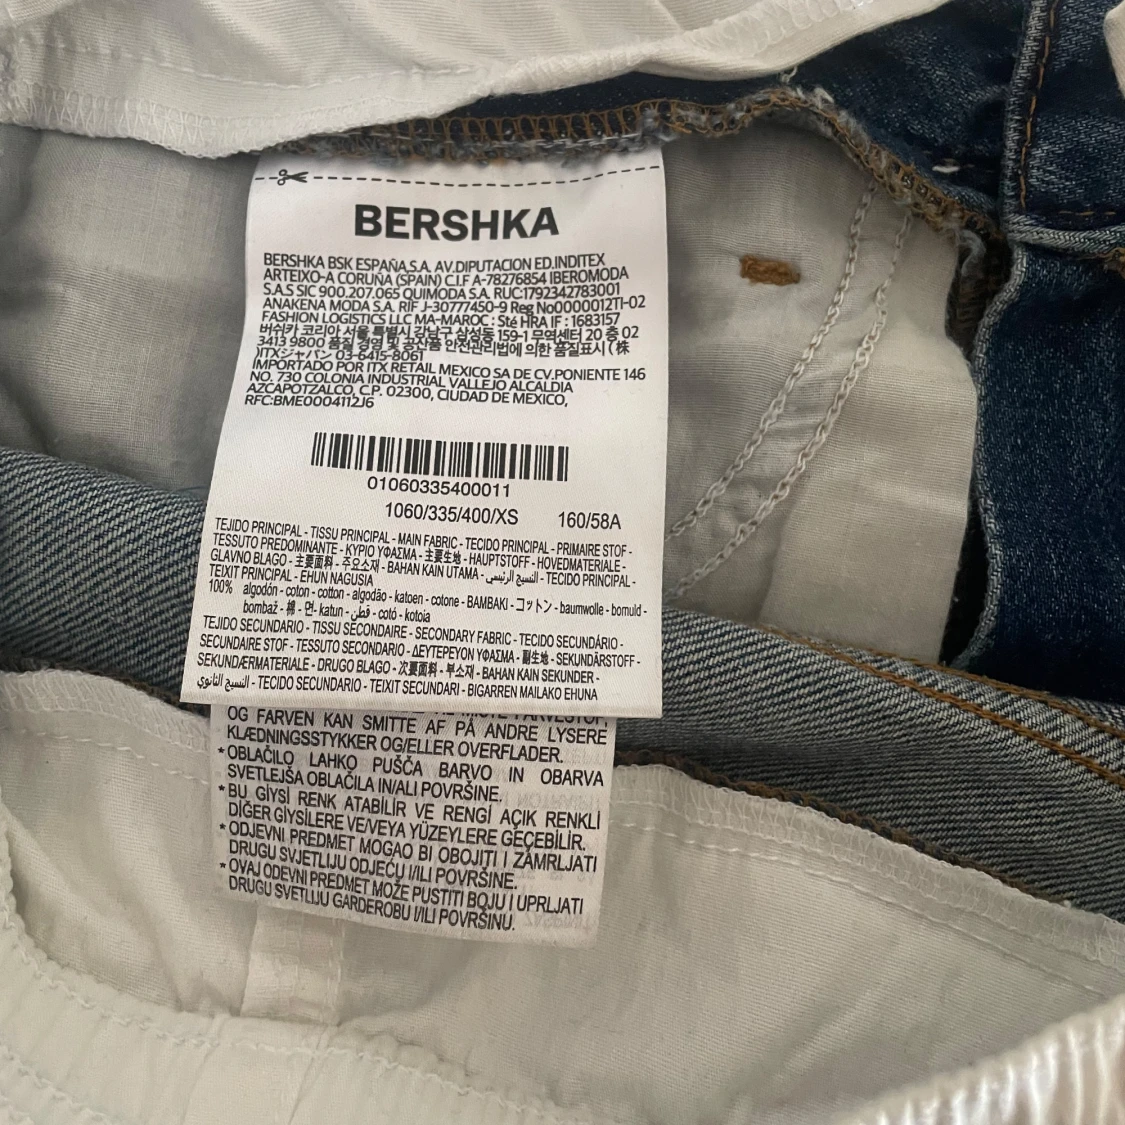 BERSHKA
BERSHKA BSK ESPAÑA,S.A. AV.DIPUTACION ED.INDITEX
ARTEIXO-A CORUÑA (SPAIN) C.I.F A-78276854 IBEROMODA
S.A.S SIC 900.207.065 QUIMODA S.A. RUC:1792342783001
ANAKENA MODA S.A. RIF J-30777450-9 Reg No0000012TI-02
FASHION LOGISTICS LLC MA-MAROC : Sté HRA IF : 1683157
버쉬카 코리아 서울 특별시 강남구 삼성동 159-1 무역센터 20 층 02
3413 9800 품질 경영 및 공산품 안전관리법에 의한 품질표시 (株
)ITXジャパン 03-6415-8061
IMPORTADO POR ITX RETAIL MEXICO SA DE CV.PONIENTE 146
NO. 730 COLONIA INDUSTRIAL VALLEJO ALCALDIA
AZCAPOTZALCO, C.P. 02300, CIUDAD DE MEXICO,
RFC:BME0004112J6
01060335400011
1060/335/400/XS 160/58A
TEJIDO PRINCIPAL - TISSU PRINCIPAL - MAIN FABRIC - TECIDO PRINCIPAL - PRIMAIRE STOF -
TESSUTO PREDOMINANTE - ΚΥΡΙΟ ΥΦΑΣΜΑ - 主要生地 - HAUPTSTOFF - HOVEDMATERIALE -
GLAVNO BLAGO - 主要面料 - 주요소재 - BAHAN KAIN UTAMA - النسيج الرئيسي - TECIDO PRINCIPAL -
TEIXIT PRINCIPAL - EHUN NAGUSIA
100% algodón - coton - cotton - algodão - katoen - cotone - ΒΑΜΒΑΚΙ - コットン - baumwolle - bomuld -
bombaž - 棉 - 면 - katun - قطن - cotó - kotoia
TEJIDO SECUNDARIO - TISSU SECONDAIRE - SECONDARY FABRIC - TECIDO SECUNDÁRIO -
SECUNDAIRE STOF - TESSUTO SECONDARIO - ΔΕΥΤΕΡΕΥΟΝ ΥΦΑΣΜΑ - 副生地 - SEKUNDÄRSTOFF -
SEKUNDÆRMATERIALE - DRUGO BLAGO - 次要面料 - 부소재 - BAHAN KAIN SEKUNDER -
النسيج الثانوي - TECIDO SECUNDARIO - TEIXIT SECUNDARI - BIGARREN MAILAKO EHUNA
OG FARVEN KAN SMITTE AF PÅ ANDRE LYSERE
KLÆDNINGSSTYKKER OG/ELLER OVERFLADER.
* OBLAČILO LAHKO PUŠČA BARVO IN OBARVA
SVETLEJŠA OBLAČILA IN/ALI POVRŠINE.
* BU GİYSİ RENK ATABİLİR VE RENGİ AÇIK RENKLİ
DİĞER GİYSİLERE VE/VEYA YÜZEYLERE GEÇEBİLİR.
* ODJEVNI PREDMET MOGAO BI OBOJITI I ZAMRLJATI
DRUGU SVJETLIJU ODJEĆU I/ILI POVRŠINE.
* OVAJ ODEVNI PREDMET MOŽE PUSTITI BOJU I UPRLJATI
DRUGU SVETLIJU GARDEROBU I/ILI POVRŠINU.